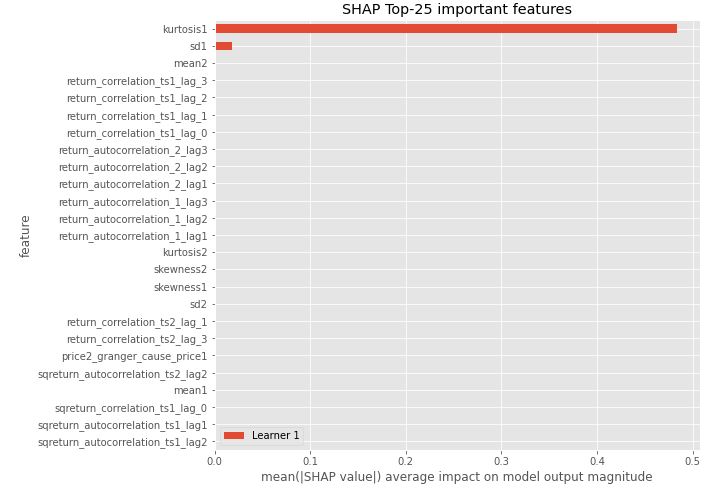 SHAP Top-25 important features
kurtosis1
sd1
mean2
return_correlation_ts1_lag_3
return_correlation_ts1_lag_2
return_correlation_ts1_lag_1
return_correlation_ts1_lag_0
return_autocorrelation_2_lag3
return_autocorrelation_2_lag2
return_autocorrelation_2_lag1
return_autocorrelation_1_lag3
return_autocorrelation_1_lag2
return_autocorrelation_1_lag1
kurtosis2
skewness2
skewness1
sd2
return_correlation_ts2_lag_1
return_correlation_ts2_lag_3
price2_granger_cause_price1
sqreturn_autocorrelation_ts2_lag2
mean1
sqreturn_correlation_ts1_lag_0
sqreturn_autocorrelation_ts1_lag1
sqreturn_autocorrelation_ts1_lag2
feature
Learner 1
0.0 0.1 0.2 0.3 0.4 0.5
mean(|SHAP value|) average impact on model output magnitude